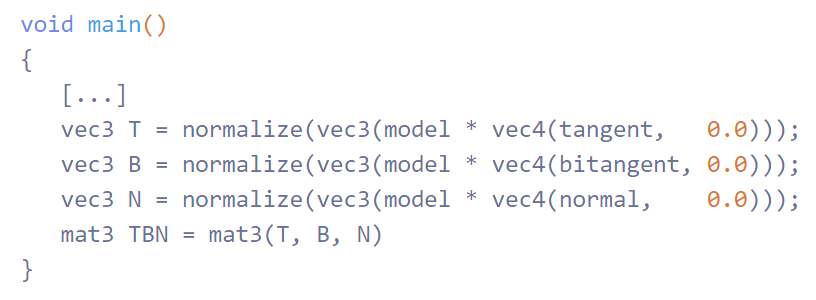 void main()
{
   [...]
   vec3 T = normalize(vec3(model * vec4(tangent,   0.0)));
   vec3 B = normalize(vec3(model * vec4(bitangent, 0.0)));
   vec3 N = normalize(vec3(model * vec4(normal,    0.0)));
   mat3 TBN = mat3(T, B, N)
}